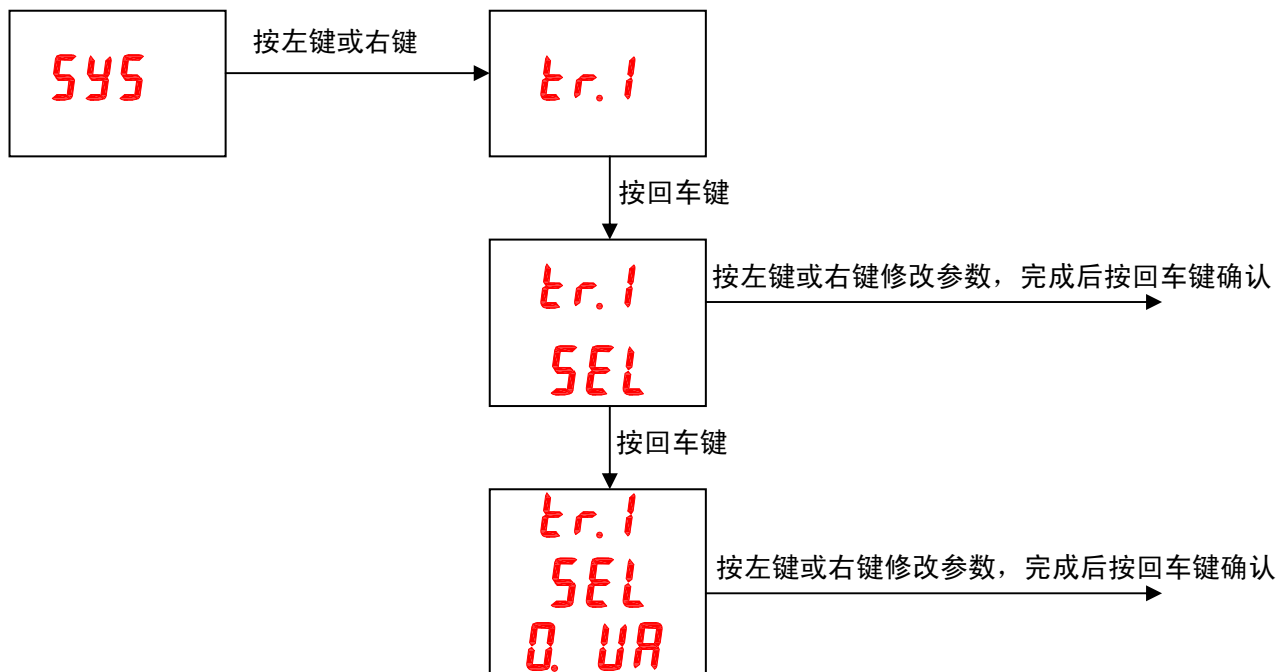 SYS
按左键或右键
tr.1
按回车键
tr.1
按左键或右键修改参数，完成后按回车键确认
SEL
按回车键
tr.1
SEL
按左键或右键修改参数，完成后按回车键确认
0. UA